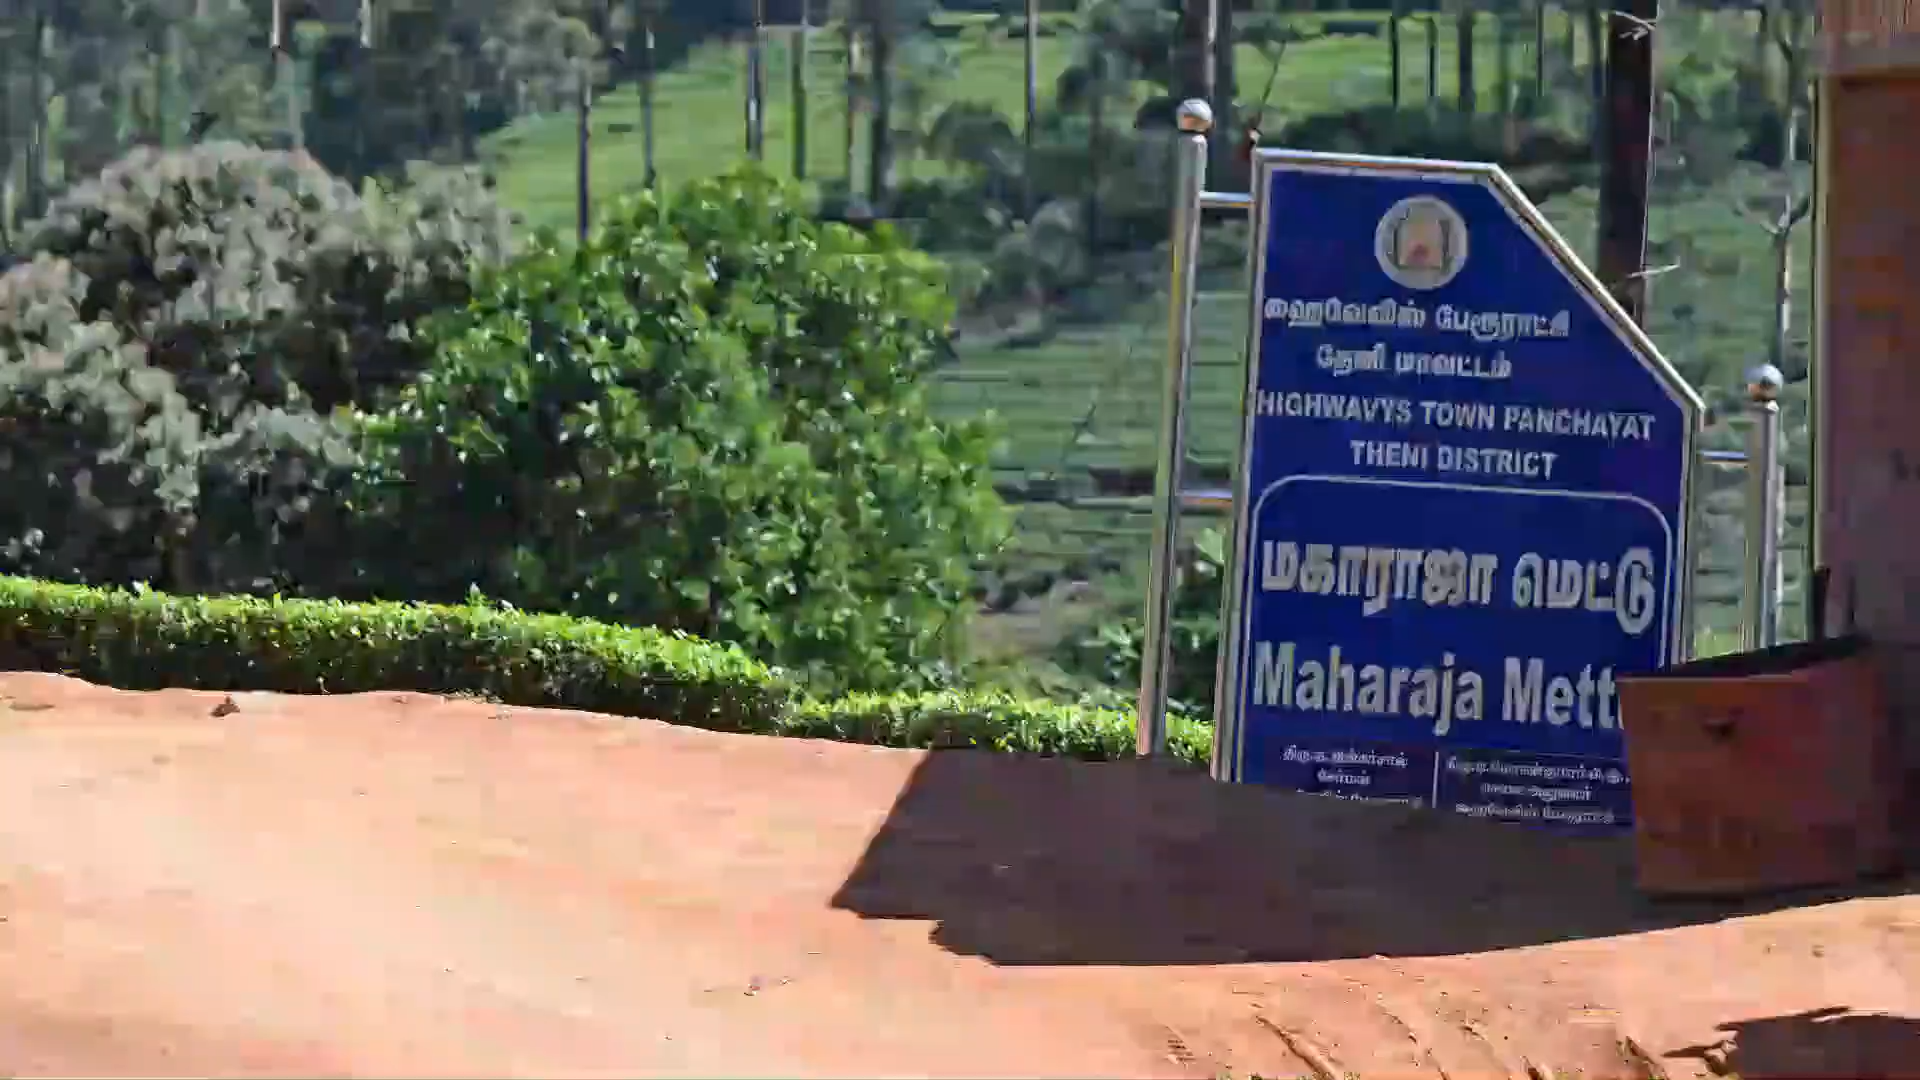 ஹைவேவிஸ் பேரூராட்சி
தேனி மாவட்டம்
HIGHWAVYS TOWN PANCHAYAT
THENI DISTRICT
மகாராஜா மெட்டு
Maharaja Mett